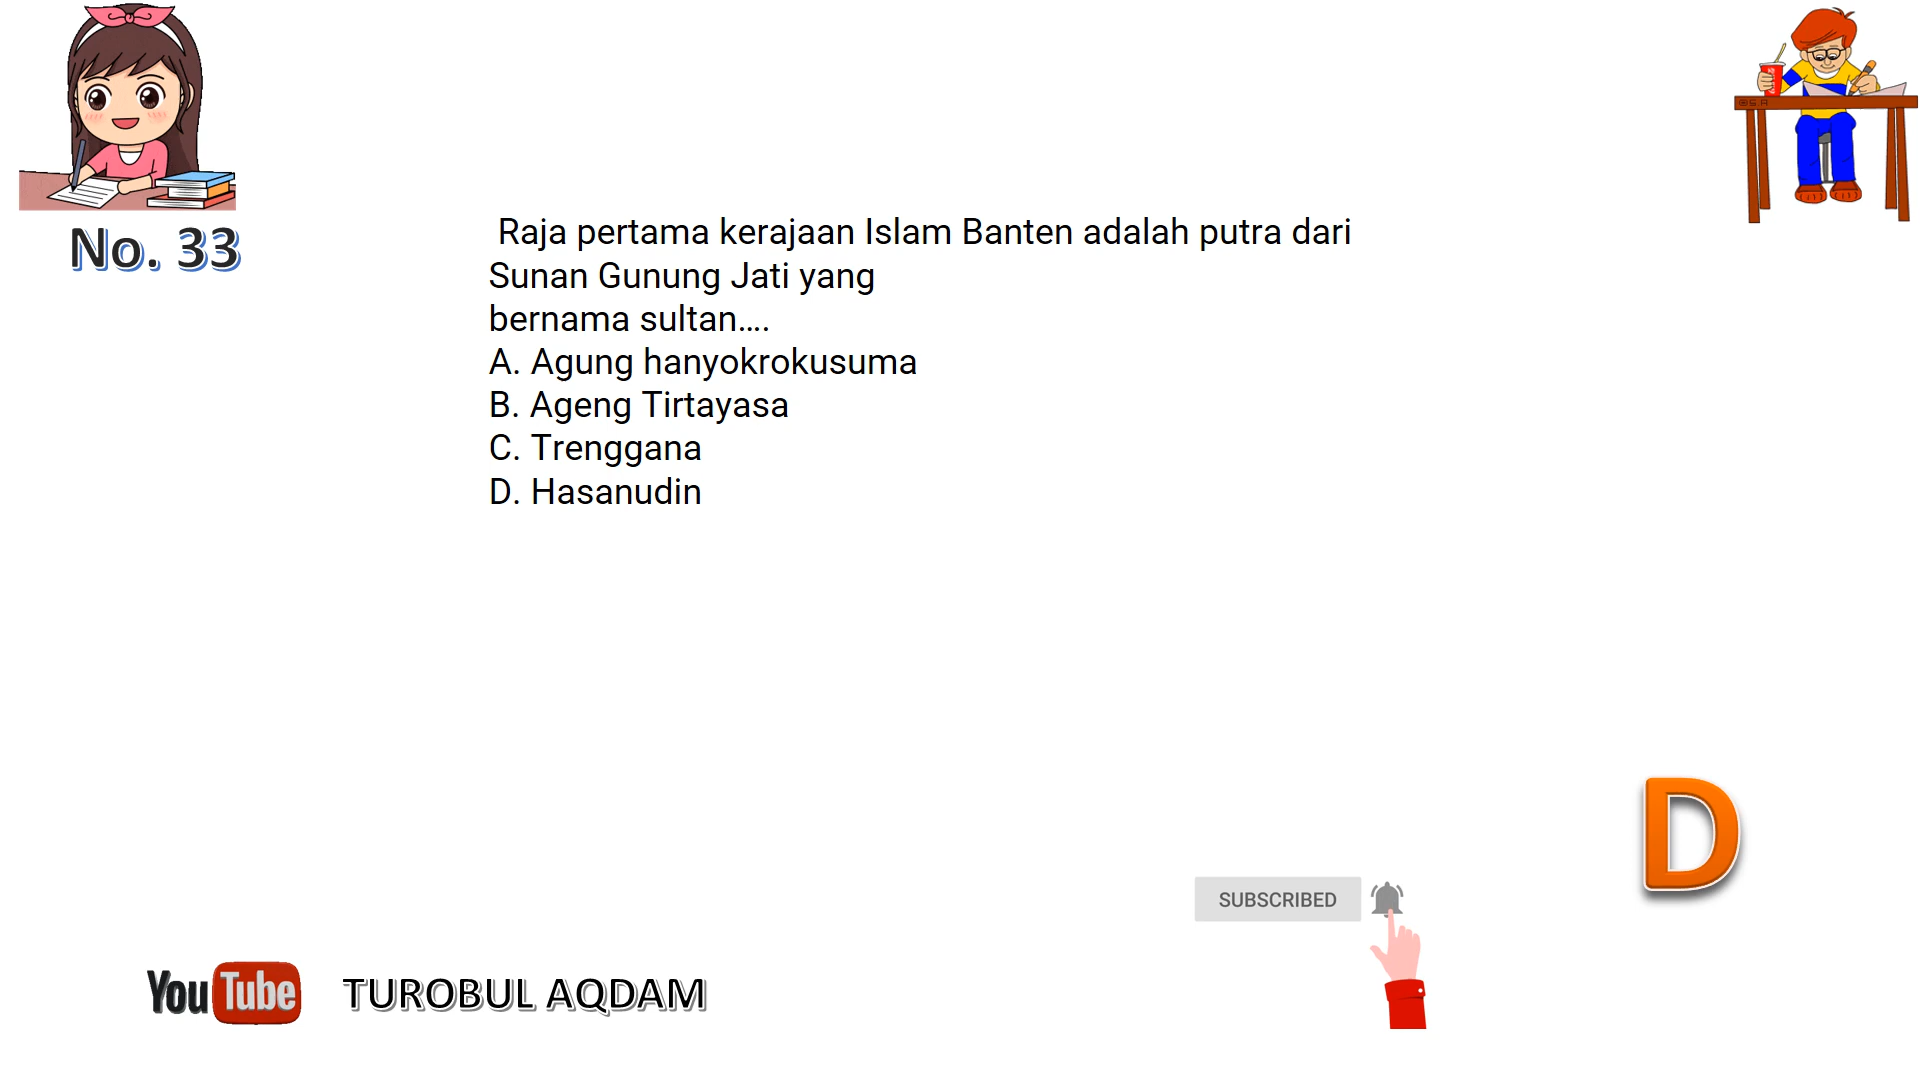 No. 33
Raja pertama kerajaan Islam Banten adalah putra dari
Sunan Gunung Jati yang
bernama sultan....
A. Agung hanyokrokusuma
B. Ageng Tirtayasa
C. Trenggana
D. Hasanudin
D
SUBSCRIBED
YouTube TUROBUL AQDAM